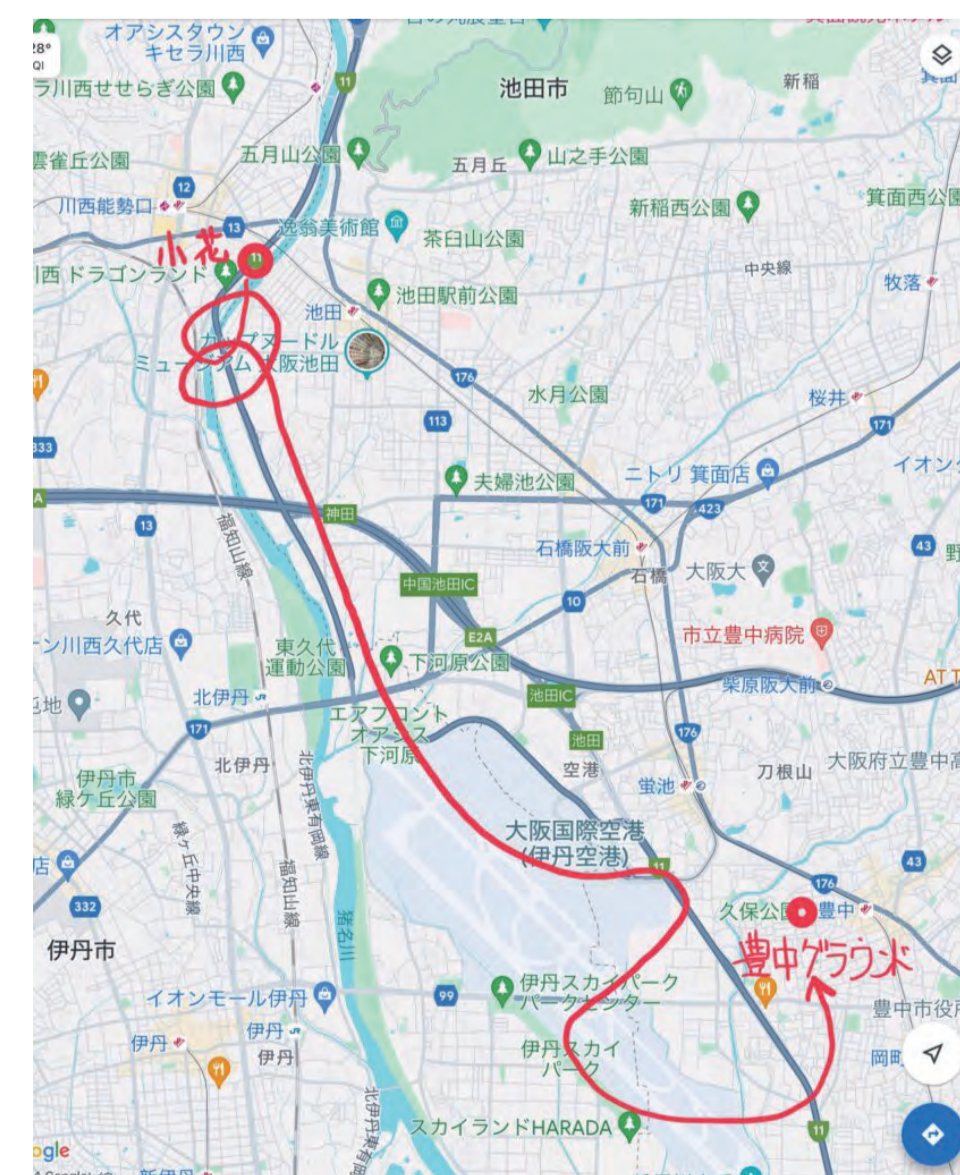 オアシスタウン
キセラ川西
28°
QI
11
池田市
新稲
節句山
ラ川西せせらぎ公園
雲雀丘公園
五月山公園
五月丘
山之手公園
12
川西能勢口
新稲西公園
箕面西公園
13
逸翁美術館
茶臼山公園
小花
11
川西 ドラゴンランド
中央線
牧落
池田駅前公園
池田
カップヌードル
ミュージアム 大阪池田
176
水月公園
桜井
113
171
333
ニトリ 箕面店
イオン
夫婦池公園
171
423
A
13
神田
福知山線
石橋阪大前
43
石橋
大阪大
中国池田IC
10
久代
市立豊中病院
ン川西久代店
東久代
運動公園
E2A
下河原公園
柴原阪大前
AT T
北伊丹
池田IC
171
エアフロント
オアシス
下河原
176
池田
北伊丹
空港
刀根山
大阪府立豊中高
伊丹市
緑ケ丘公園
北伊丹東有岡線
蛍池
緑ヶ丘中央線
大阪国際空港
(伊丹空港)
店
福知山線
11
43
332
176
猪名川
久保公園
豊中
伊丹市
豊中グラウンド
伊丹スカイパーク
パークセンター
イオンモール伊丹
99
豊中市役所
伊丹
伊丹
伊丹
伊丹スカイ
パーク
岡町
北伊丹東有
スカイランドHARADA
11
ogle
新伊丹